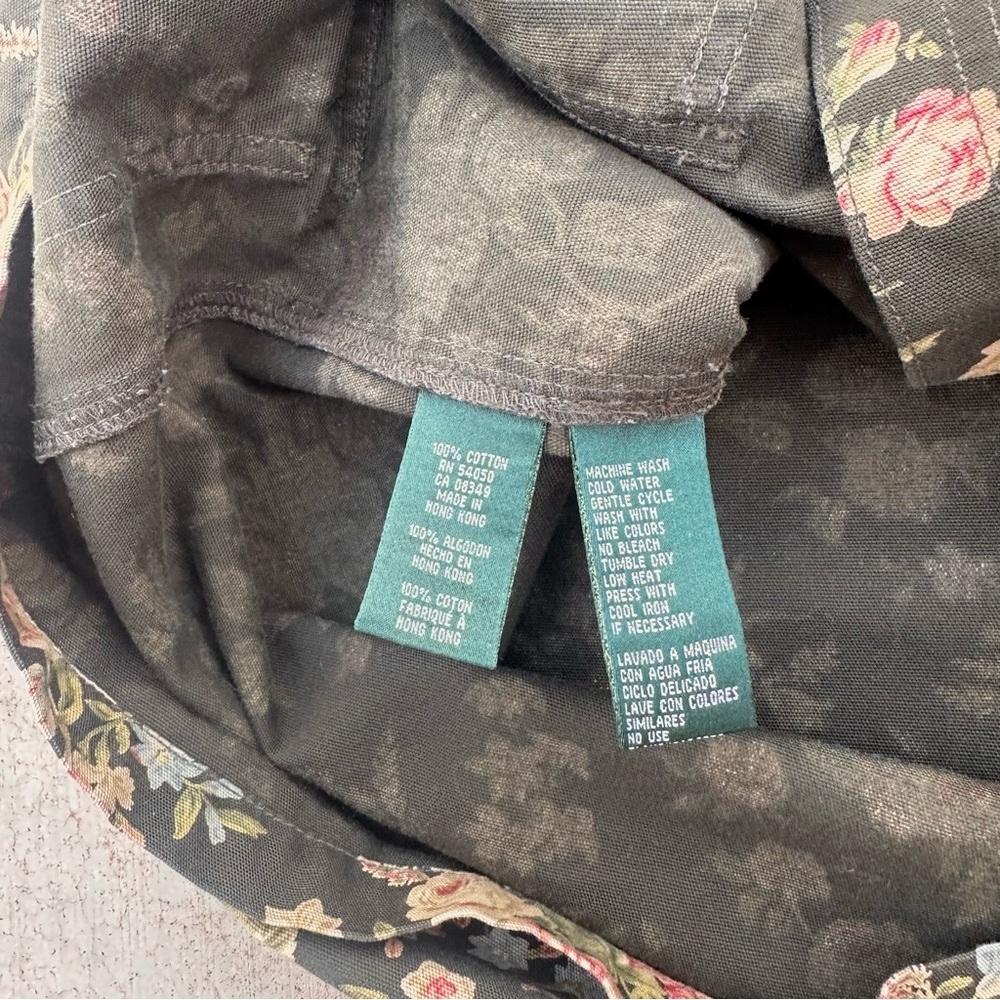 100% COTTON
RN 54050
CA 08349
MADE IN
HONG KONG
100% ALGODON
HECHO EN
HONG KONG
100% COTON
FABRIQUÉ À
HONG KONG
MACHINE WASH
COLD WATER
GENTLE CYCLE
WASH WITH
LIKE COLORS
NO BLEACH
TUMBLE DRY
LOW HEAT
PRESS WITH
COOL IRON
IF NECESSARY
LAVADO A MAQUINA
CON AGUA FRIA
CICLO DELICADO
LAVE CON COLORES
SIMILARES
NO USE